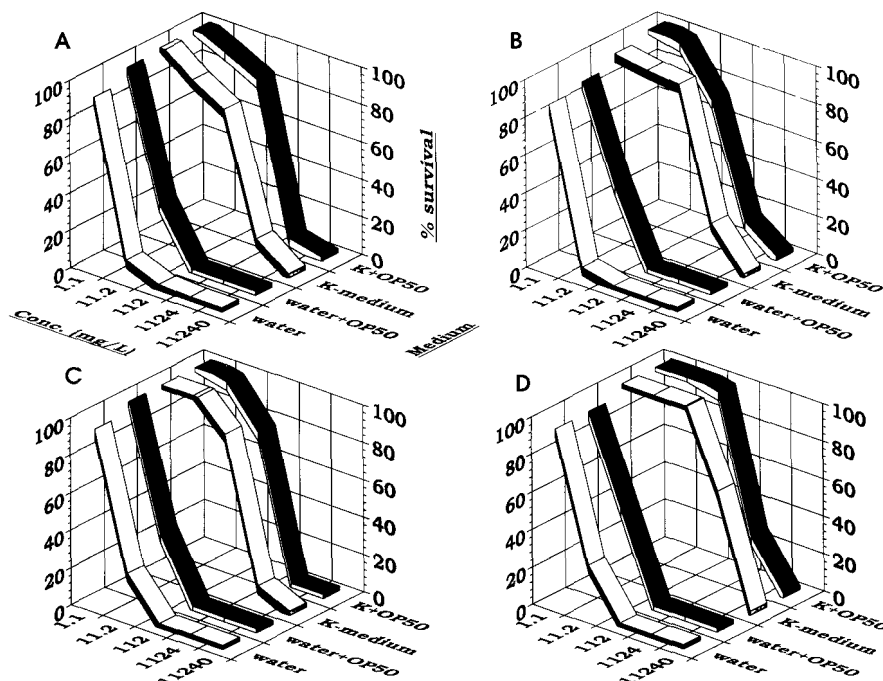 A
100
80
60
40
20
0
1.1
11.2
112
1124
11240
Conc. [mg/L]
100
80
60
40
20
0
% survival
K+OP50
K-medium
water+OP50
water
Medium
B
100
80
60
40
20
0
1.1
11.2
112
1124
11240
100
80
60
40
20
0
K+OP50
K-medium
water+OP50
water
C
100
80
60
40
20
0
1.1
11.2
112
1124
11240
100
80
60
40
20
0
K+OP50
K-medium
water+OP50
water
D
100
80
60
40
20
0
1.1
11.2
112
1124
11240
100
80
60
40
20
0
K+OP50
K-medium
water+OP50
water